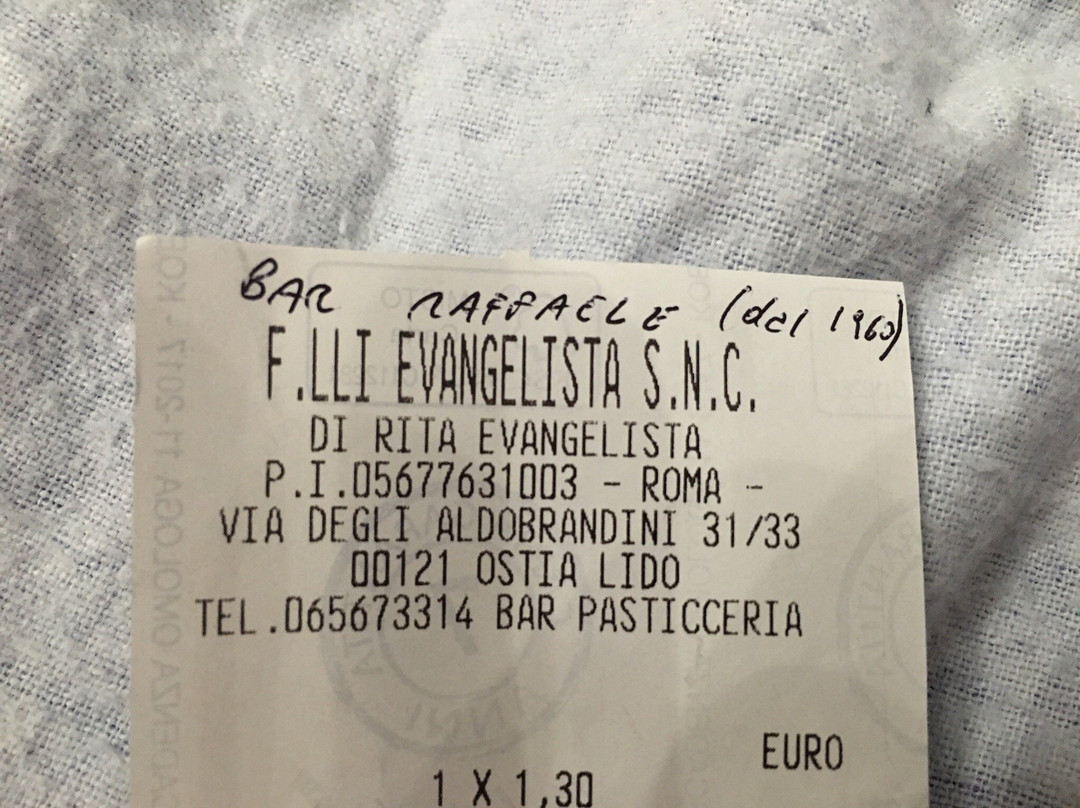 BAR RAFFAELE (dal 1960)
F.LLI EVANGELISTA S.N.C.
DI RITA EVANGELISTA
P.I.05677631003 - ROMA -
VIA DEGLI ALDOBRANDINI 31/33
00121 OSTIA LIDO
TEL.065673314 BAR PASTICCERIA
EURO
1 X 1,30